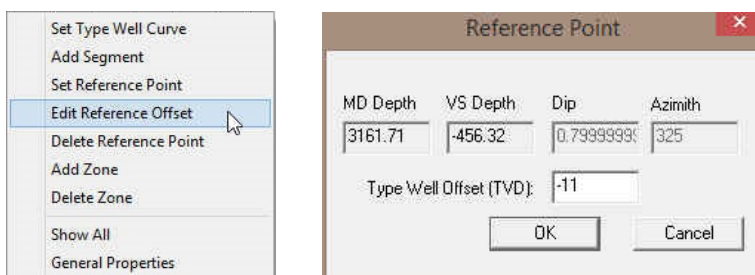 Set Type Well Curve
Add Segment
Set Reference Point
Edit Reference Offset
Delete Reference Point
Add Zone
Delete Zone
Show All
General Properties
Reference Point
MD Depth VS Depth Dip Azimith
3161.71 -456.32 0.7999999 325
Type Well Offset (TVD): -11
OK Cancel